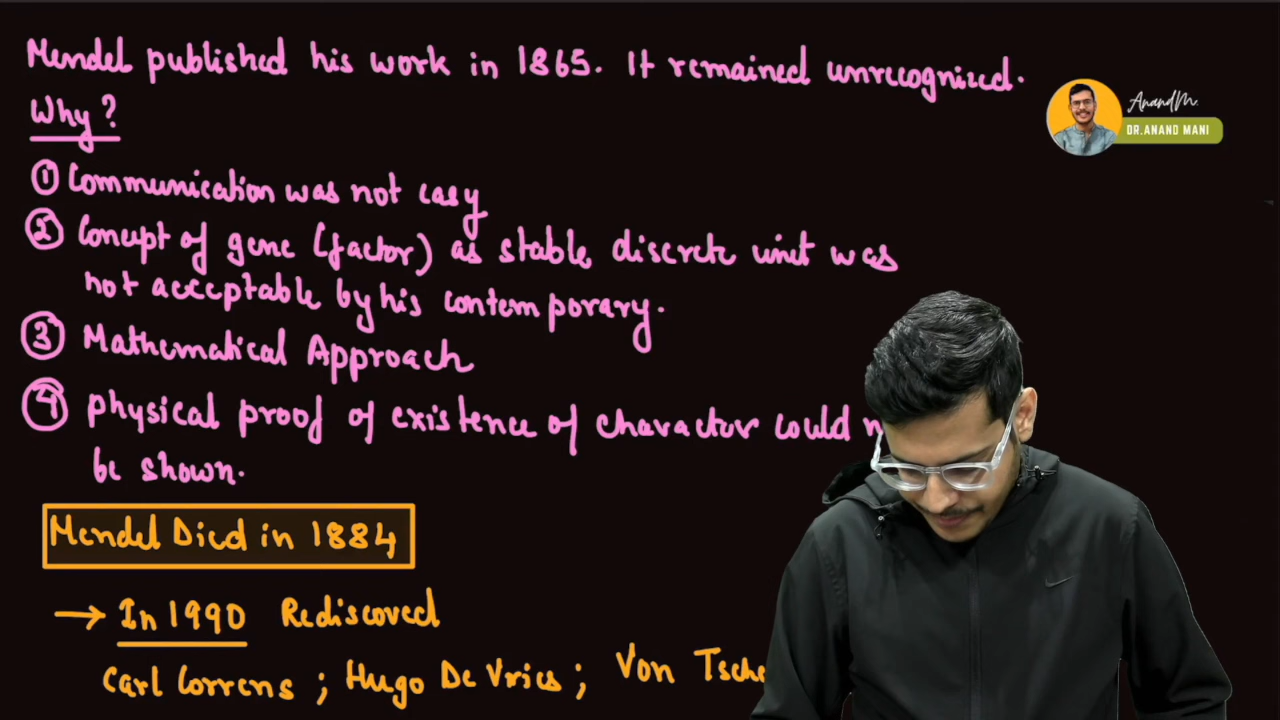 Mendel published his work in 1865. It remained unrecognized.
Why?
AnandM.
DR.ANAND MANI
① Communication was not easy
② Concept of gene (factor) as stable discrete unit was
not acceptable by his contemporary.
③ Mathematical Approach
④ physical proof of existence of character could
be shown.
Mendel Died in 1884
→ In 1990 Rediscovered
Carl Correns ; Hugo De Vries ; Von